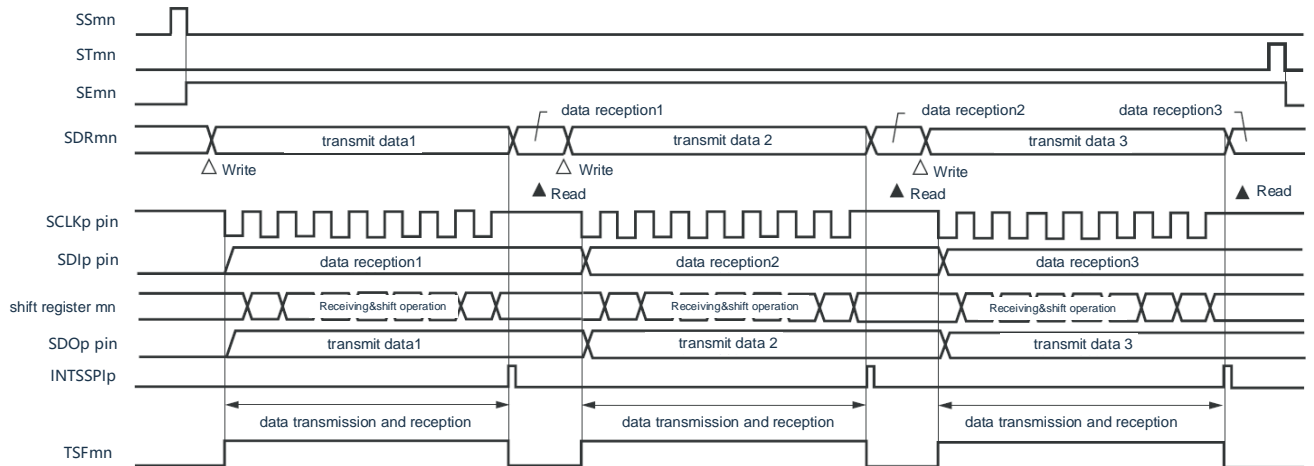 SSmn
STmn
SEmn
data reception1 data reception2 data reception3
SDRmn transmit data1 transmit data 2 transmit data 3
Write Write Write
Read Read Read
SCLKp pin
SDIp pin data reception1 data reception2 data reception3
shift register mn Receiving&shift operation Receiving&shift operation Receiving&shift operation
SDOp pin transmit data1 transmit data 2 transmit data 3
INTSSPIp
data transmission and reception data transmission and reception data transmission and reception
TSFmn